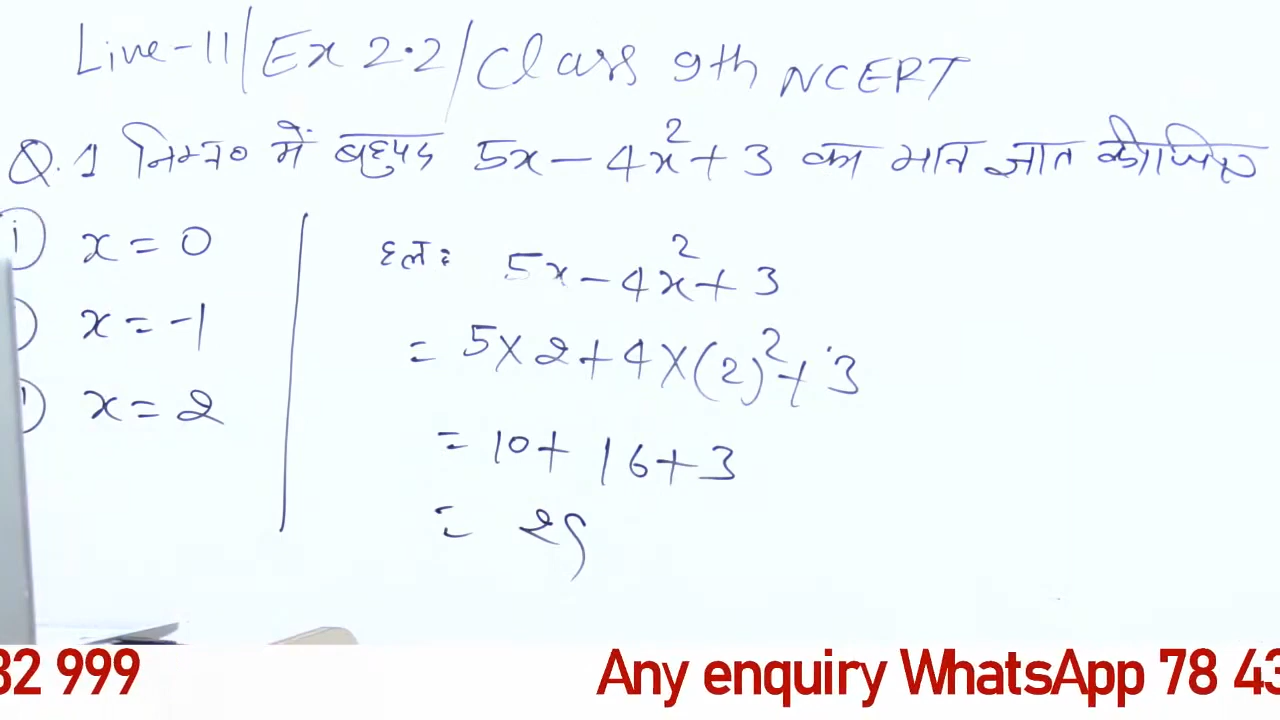 Live-11/Ex 2.2/Class 9th NCERT
Q.1 निम्न० में बहुपद 5x - 4x² + 3 का मान ज्ञात कीजिए
i) x = 0
) x = -1
) x = 2
हल: 5x - 4x² + 3
= 5 × 2 + 4 × (2)² + 3
= 10 + 16 + 3
= 29
32 999 Any enquiry WhatsApp 78 43